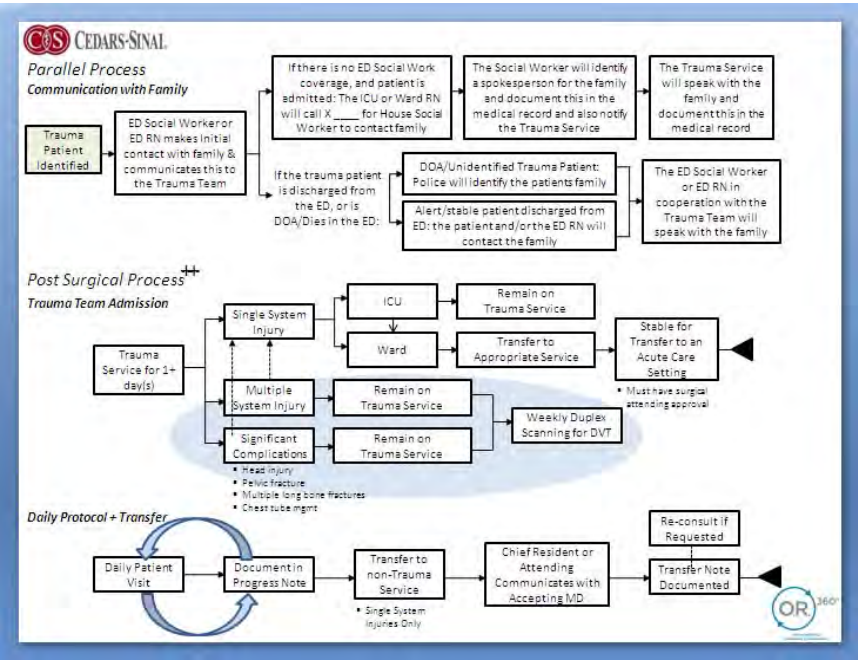 CEDARS-SINAI.
Parallel Process
Communication with Family
Trauma
Patient
Identified
ED Social Worker or
ED RN makes Initial
contact with family &
communicates this to
the Trauma Team
If there is no ED Social Work
coverage, and patient is
admitted: The ICU or Ward RN
will call X ____ for House Social
Worker to contact family
The Social Worker will identify
a spokesperson for the family
and document this in the
medical record and also notify
the Trauma Service
The Trauma Service
will speak with the
family and
document this in the
medical record
If the trauma patient
is discharged from
the ED, or is
DOA/Dies in the ED:
DOA/Unidentified Trauma Patient:
Police will identify the patients family
Alert/stable patient discharged from
ED: the patient and/or the ED RN will
contact the family
The ED Social Worker
or ED RN in
cooperation with the
Trauma Team will
speak with the family
Post Surgical Process++
Trauma Team Admission
Trauma
Service for 1+
day(s)
Single System
Injury
ICU
Remain on
Trauma Service
Ward
Transfer to
Appropriate Service
Stable for
Transfer to an
Acute Care
Setting
▪ Must have surgical
attending approval
Multiple
System Injury
Remain on
Trauma Service
Significant
Complications
Remain on
Trauma Service
Weekly Duplex
Scanning for DVT
▪ Head injury
▪ Pelvic fracture
▪ Multiple long bone fractures
▪ Chest tube mgmt
Daily Protocol + Transfer
Daily Patient
Visit
Document in
Progress Note
Transfer to
non-Trauma
Service
▪ Single System
Injuries Only
Chief Resident or
Attending
Communicates with
Accepting MD
Re-consult if
Requested
Transfer Note
Documented
OR 360°